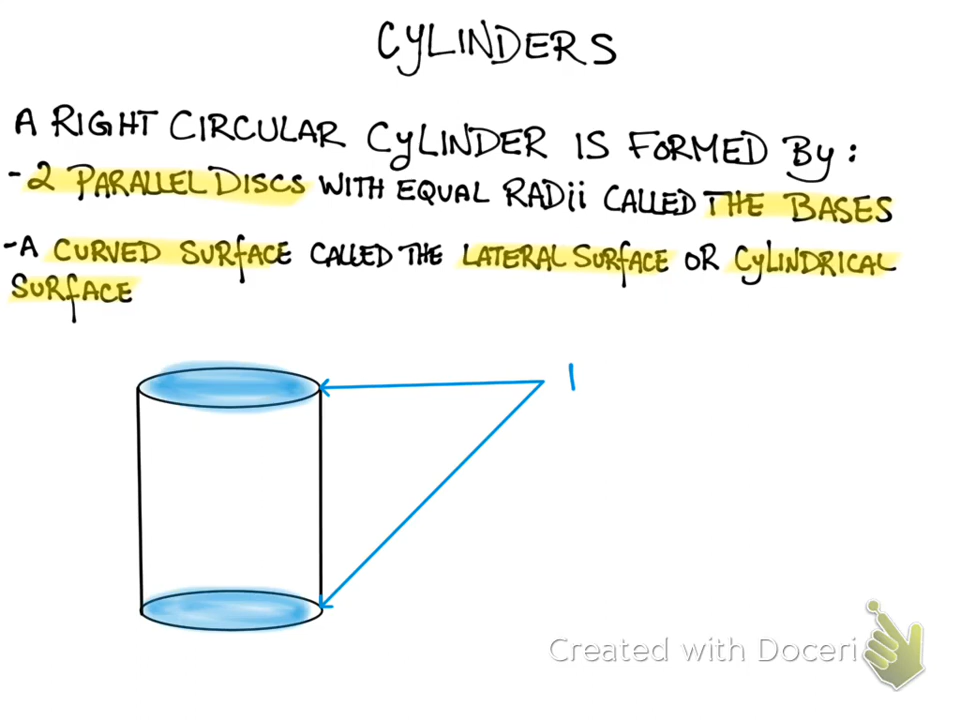 CYLINDERS
A RIGHT CIRCULAR CYLINDER IS FORMED BY:
-2 PARALLEL DISCS WITH EQUAL RADii CALLED THE BASES
-A CURVED SURFACE CALLED THE LATERAL SURFACE OR CYLINDRICAL
SURFACE
Created with Doceri